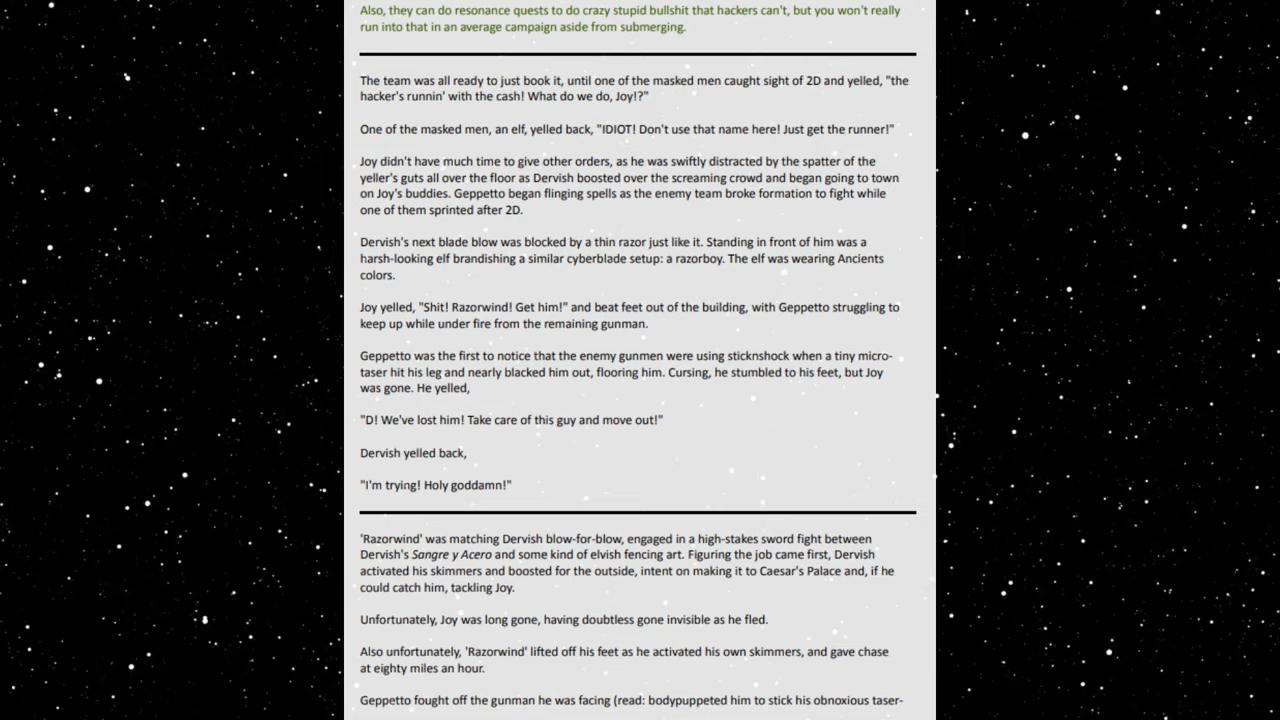 Also, they can do resonance quests to do crazy stupid bullshit that hackers can't, but you won't really
run into that in an average campaign aside from submerging.
The team was all ready to just book it, until one of the masked men caught sight of 2D and yelled, "the
hacker's runnin' with the cash! What do we do, Joy!?"
One of the masked men, an elf, yelled back, "IDIOT! Don't use that name here! Just get the runner!"
Joy didn't have much time to give other orders, as he was swiftly distracted by the spatter of the
yeller's guts all over the floor as Dervish boosted over the screaming crowd and began going to town
on Joy's buddies. Geppetto began flinging spells as the enemy team broke formation to fight while
one of them sprinted after 2D.
Dervish's next blade blow was blocked by a thin razor just like it. Standing in front of him was a
harsh-looking elf brandishing a similar cyberblade setup: a razorboy. The elf was wearing Ancients
colors.
Joy yelled, "Shit! Razorwind! Get him!" and beat feet out of the building, with Geppetto struggling to
keep up while under fire from the remaining gunman.
Geppetto was the first to notice that the enemy gunmen were using sticknshock when a tiny micro-
taser hit his leg and nearly blacked him out, flooring him. Cursing, he stumbled to his feet, but Joy
was gone. He yelled,
"D! We've lost him! Take care of this guy and move out!"
Dervish yelled back,
"I'm trying! Holy goddamn!"
'Razorwind' was matching Dervish blow-for-blow, engaged in a high-stakes sword fight between
Dervish's Sangre y Acero and some kind of elvish fencing art. Figuring the job came first, Dervish
activated his skimmers and boosted for the outside, intent on making it to Caesar's Palace and, if he
could catch him, tackling Joy.
Unfortunately, Joy was long gone, having doubtless gone invisible as he fled.
Also unfortunately, 'Razorwind' lifted off his feet as he activated his own skimmers, and gave chase
at eighty miles an hour.
Geppetto fought off the gunman he was facing (read: bodypuppeted him to stick his obnoxious taser-